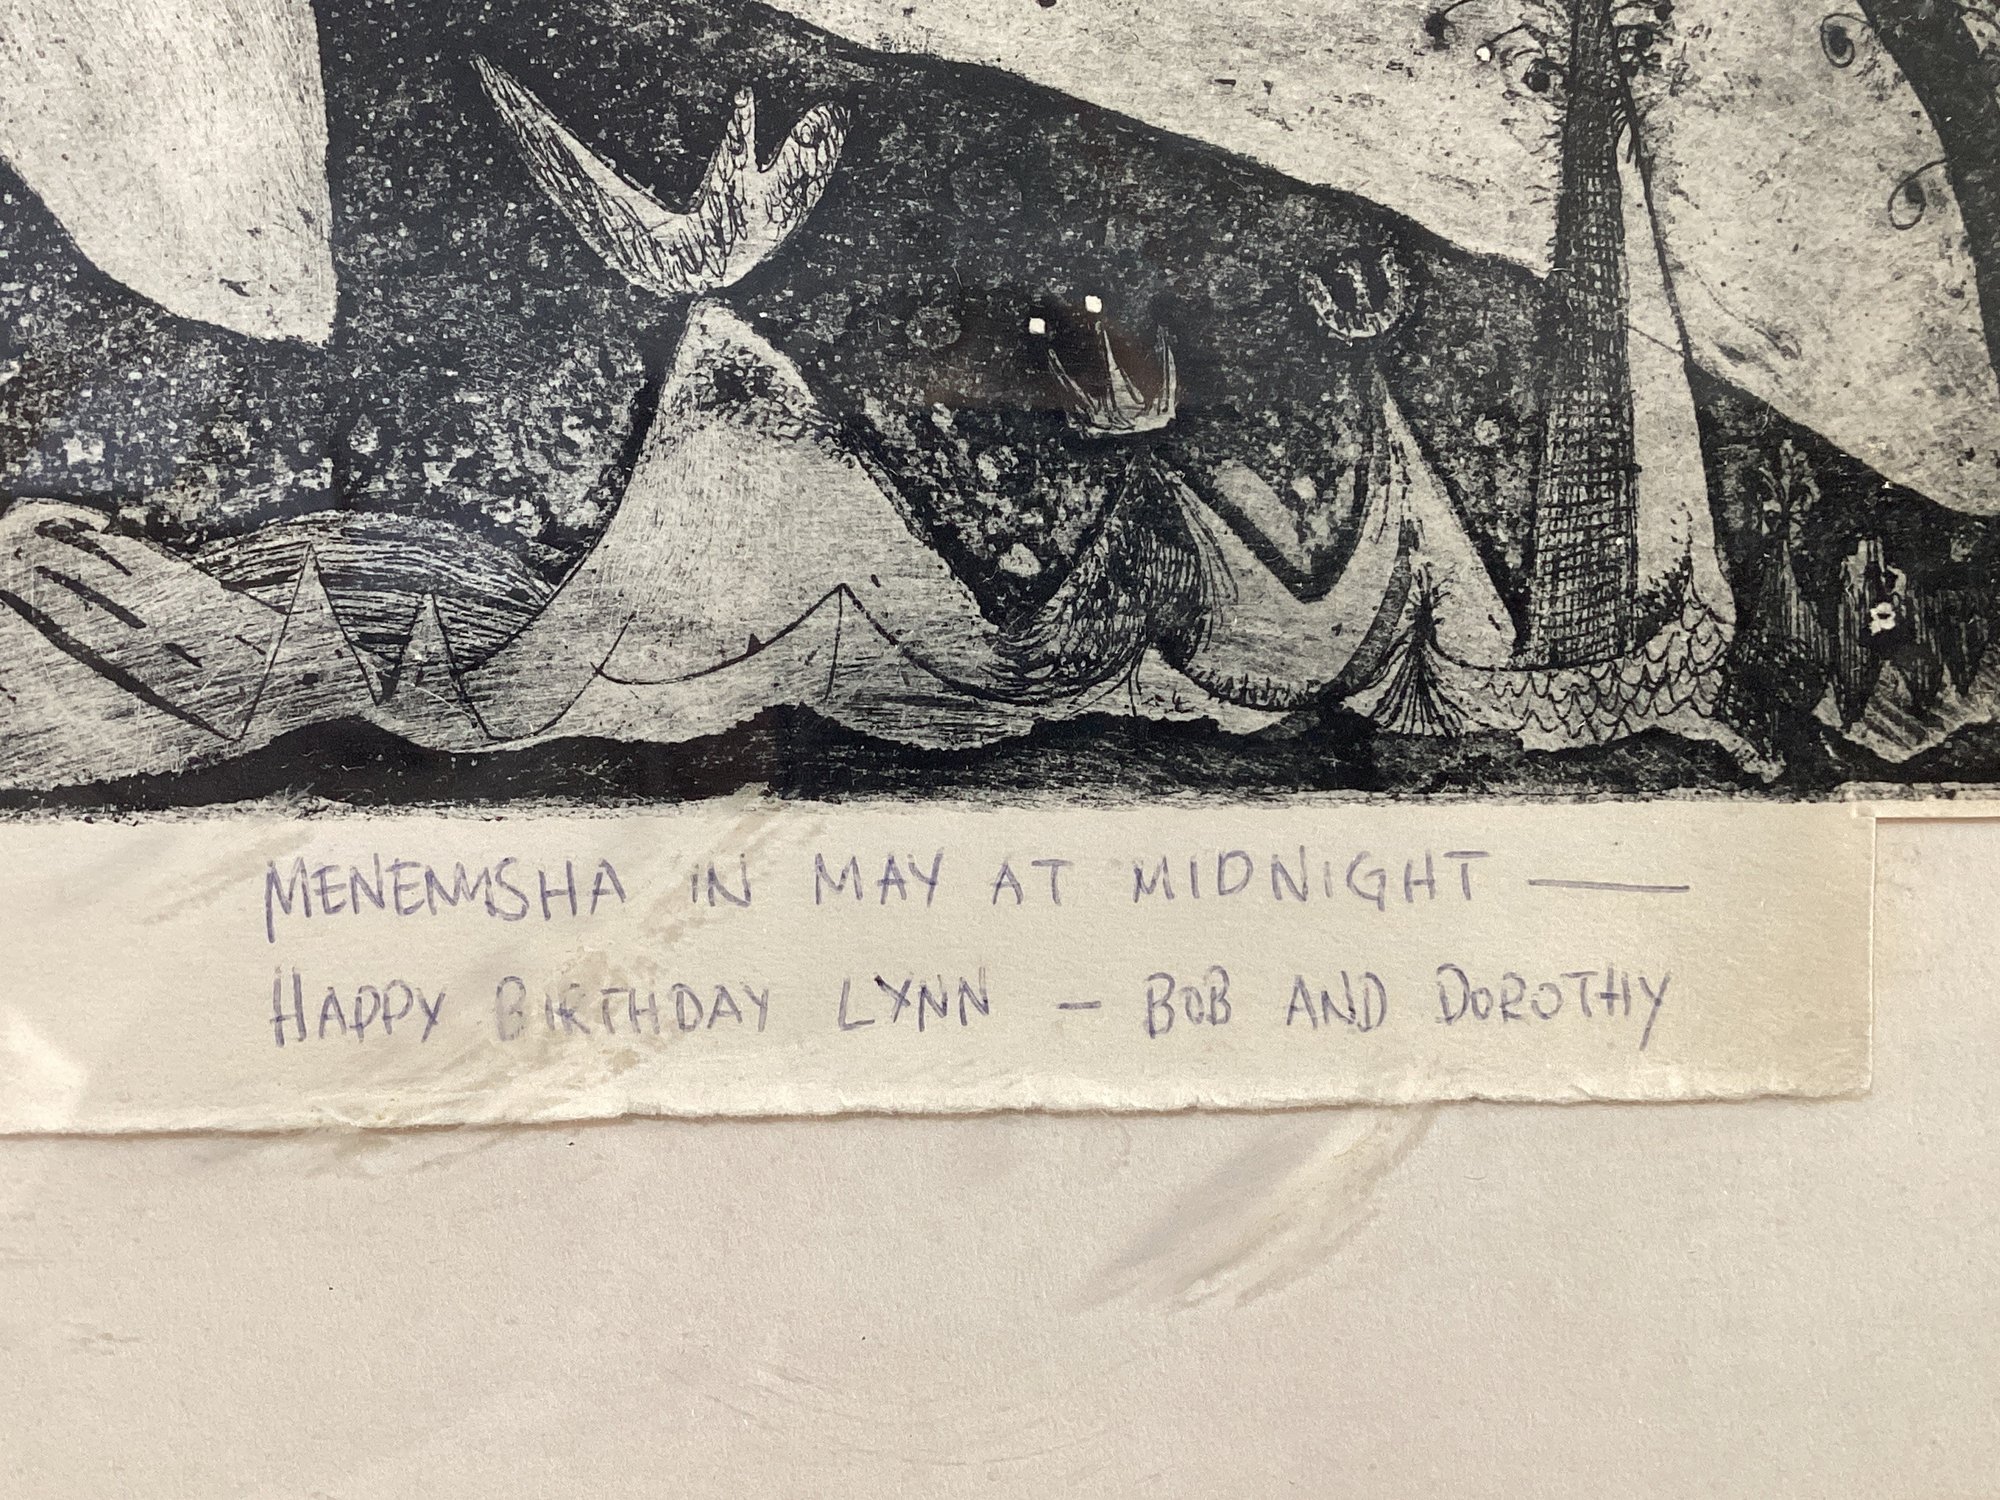 MENEMSHA IN MAY AT MIDNIGHT —
HAPPY BIRTHDAY LYNN – BOB AND DOROTHY